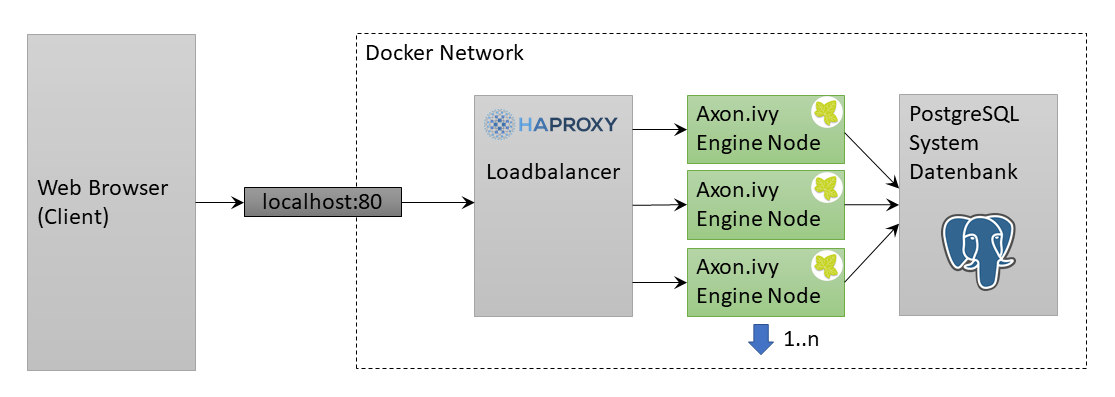 Docker Network
Web Browser
(Client)
localhost:80
HAPROXY
Loadbalancer
Axon.ivy
Engine Node
Axon.ivy
Engine Node
Axon.ivy
Engine Node
1..n
PostgreSQL
System
Datenbank